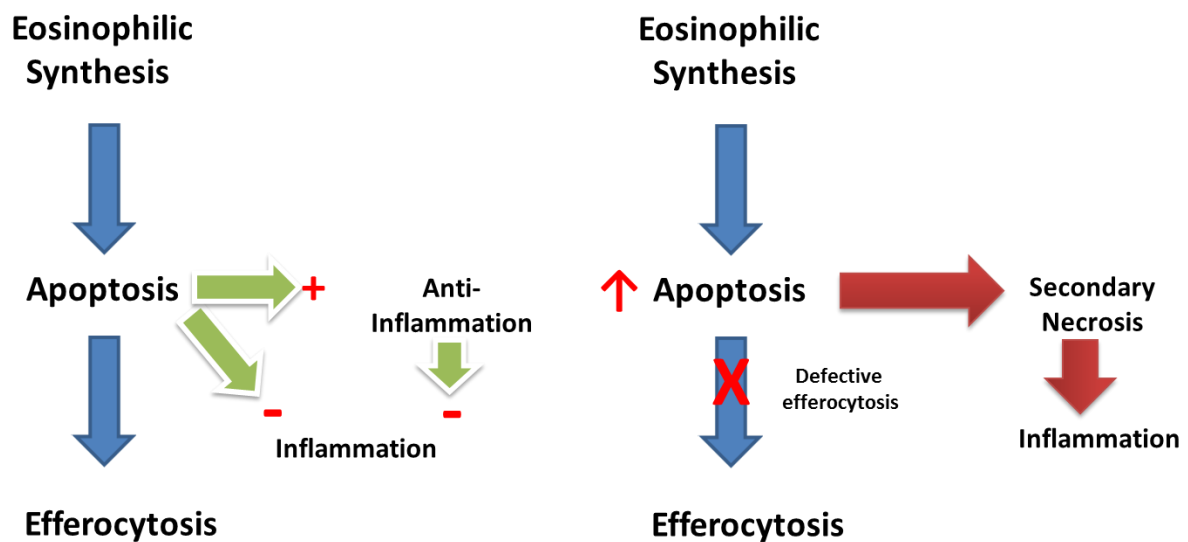 Eosinophilic
Synthesis
Apoptosis
+
Anti-
Inflammation
-
-
Inflammation
Efferocytosis
Eosinophilic
Synthesis
↑ Apoptosis
Secondary
Necrosis
X
Defective
efferocytosis
Inflammation
Efferocytosis